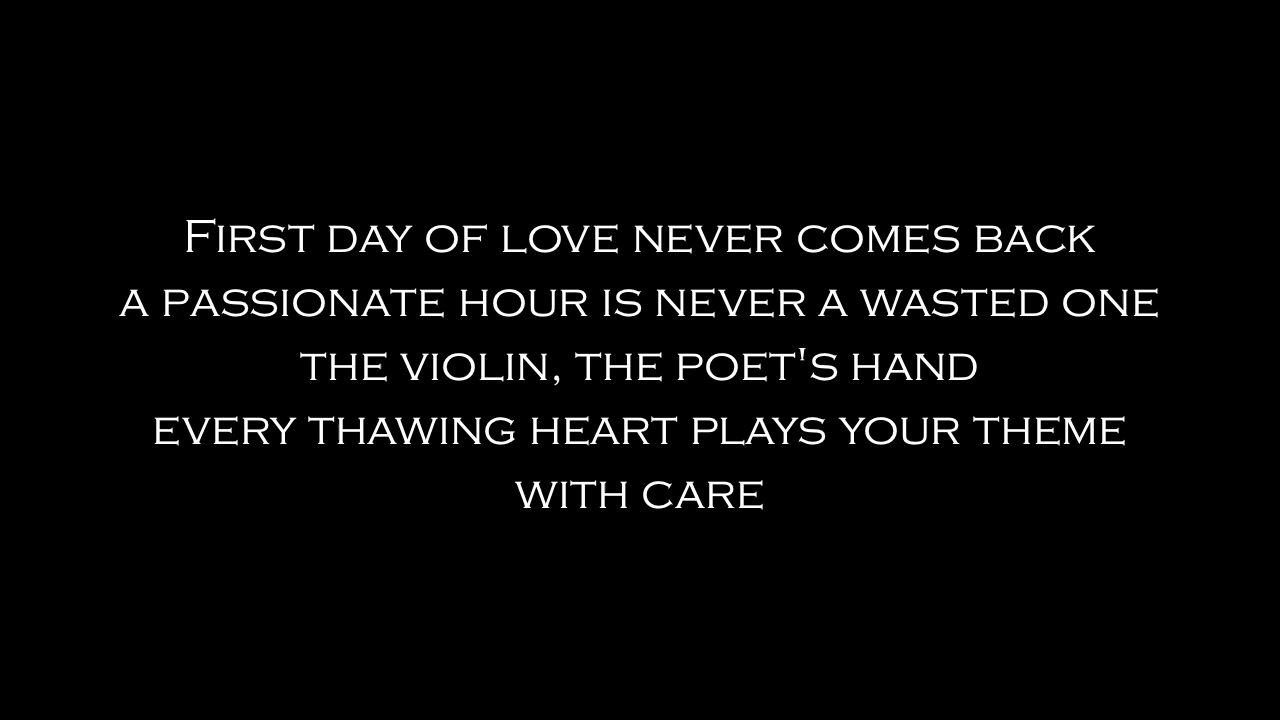 First day of love never comes back
a passionate hour is never a wasted one
the violin, the poet's hand
every thawing heart plays your theme
with care